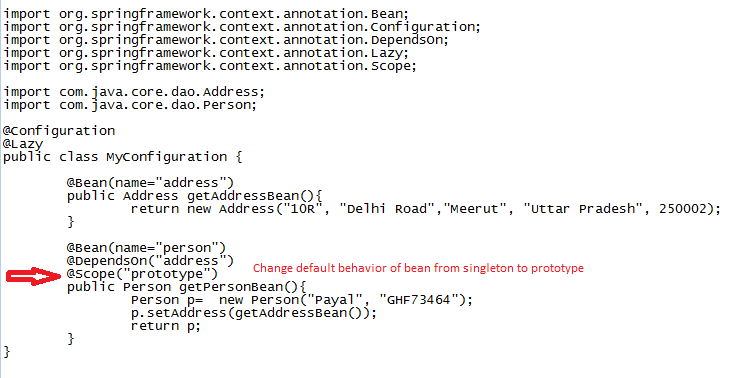 import org.springframework.context.annotation.Bean;
import org.springframework.context.annotation.Configuration;
import org.springframework.context.annotation.DependsOn;
import org.springframework.context.annotation.Lazy;
import org.springframework.context.annotation.Scope;
import com.java.core.dao.Address;
import com.java.core.dao.Person;
@Configuration
@Lazy
public class MyConfiguration {
@Bean(name="address")
public Address getAddressBean(){
return new Address("10R", "Delhi Road","Meerut", "Uttar Pradesh", 250002);
}
@Bean(name="person")
@DependsOn("address")
@Scope("prototype") Change default behavior of bean from singleton to prototype
public Person getPersonBean(){
Person p=  new Person("Payal", "GHF73464");
p.setAddress(getAddressBean());
return p;
}
}